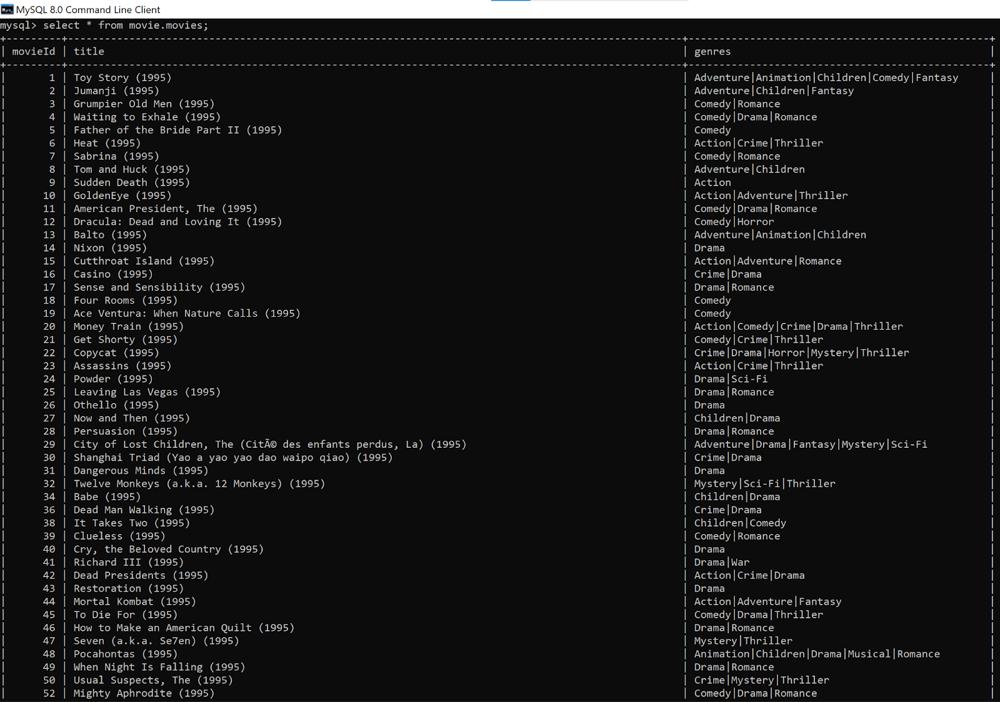 MySQL 8.0 Command Line Client
mysql> select * from movie.movies;
+---------+----------------------------------------------------------------------------------------------------+-------------------------------------------------+
| movieId | title | genres |
+---------+----------------------------------------------------------------------------------------------------+-------------------------------------------------+
| 1 | Toy Story (1995) | Adventure|Animation|Children|Comedy|Fantasy |
| 2 | Jumanji (1995) | Adventure|Children|Fantasy |
| 3 | Grumpier Old Men (1995) | Comedy|Romance |
| 4 | Waiting to Exhale (1995) | Comedy|Drama|Romance |
| 5 | Father of the Bride Part II (1995) | Comedy |
| 6 | Heat (1995) | Action|Crime|Thriller |
| 7 | Sabrina (1995) | Comedy|Romance |
| 8 | Tom and Huck (1995) | Adventure|Children |
| 9 | Sudden Death (1995) | Action |
| 10 | GoldenEye (1995) | Action|Adventure|Thriller |
| 11 | American President, The (1995) | Comedy|Drama|Romance |
| 12 | Dracula: Dead and Loving It (1995) | Comedy|Horror |
| 13 | Balto (1995) | Adventure|Animation|Children |
| 14 | Nixon (1995) | Drama |
| 15 | Cutthroat Island (1995) | Action|Adventure|Romance |
| 16 | Casino (1995) | Crime|Drama |
| 17 | Sense and Sensibility (1995) | Drama|Romance |
| 18 | Four Rooms (1995) | Comedy |
| 19 | Ace Ventura: When Nature Calls (1995) | Comedy |
| 20 | Money Train (1995) | Action|Comedy|Crime|Drama|Thriller |
| 21 | Get Shorty (1995) | Comedy|Crime|Thriller |
| 22 | Copycat (1995) | Crime|Drama|Horror|Mystery|Thriller |
| 23 | Assassins (1995) | Action|Crime|Thriller |
| 24 | Powder (1995) | Drama|Sci-Fi |
| 25 | Leaving Las Vegas (1995) | Drama|Romance |
| 26 | Othello (1995) | Drama |
| 27 | Now and Then (1995) | Children|Drama |
| 28 | Persuasion (1995) | Drama|Romance |
| 29 | City of Lost Children, The (CitÃ© des enfants perdus, La) (1995) | Adventure|Drama|Fantasy|Mystery|Sci-Fi |
| 30 | Shanghai Triad (Yao a yao yao dao waipo qiao) (1995) | Crime|Drama |
| 31 | Dangerous Minds (1995) | Drama |
| 32 | Twelve Monkeys (a.k.a. 12 Monkeys) (1995) | Mystery|Sci-Fi|Thriller |
| 34 | Babe (1995) | Children|Drama |
| 36 | Dead Man Walking (1995) | Crime|Drama |
| 38 | It Takes Two (1995) | Children|Comedy |
| 39 | Clueless (1995) | Comedy|Romance |
| 40 | Cry, the Beloved Country (1995) | Drama |
| 41 | Richard III (1995) | Drama|War |
| 42 | Dead Presidents (1995) | Action|Crime|Drama |
| 43 | Restoration (1995) | Drama |
| 44 | Mortal Kombat (1995) | Action|Adventure|Fantasy |
| 45 | To Die For (1995) | Comedy|Drama|Thriller |
| 46 | How to Make an American Quilt (1995) | Drama|Romance |
| 47 | Seven (a.k.a. Se7en) (1995) | Mystery|Thriller |
| 48 | Pocahontas (1995) | Animation|Children|Drama|Musical|Romance |
| 49 | When Night Is Falling (1995) | Drama|Romance |
| 50 | Usual Suspects, The (1995) | Crime|Mystery|Thriller |
| 52 | Mighty Aphrodite (1995) | Comedy|Drama|Romance |